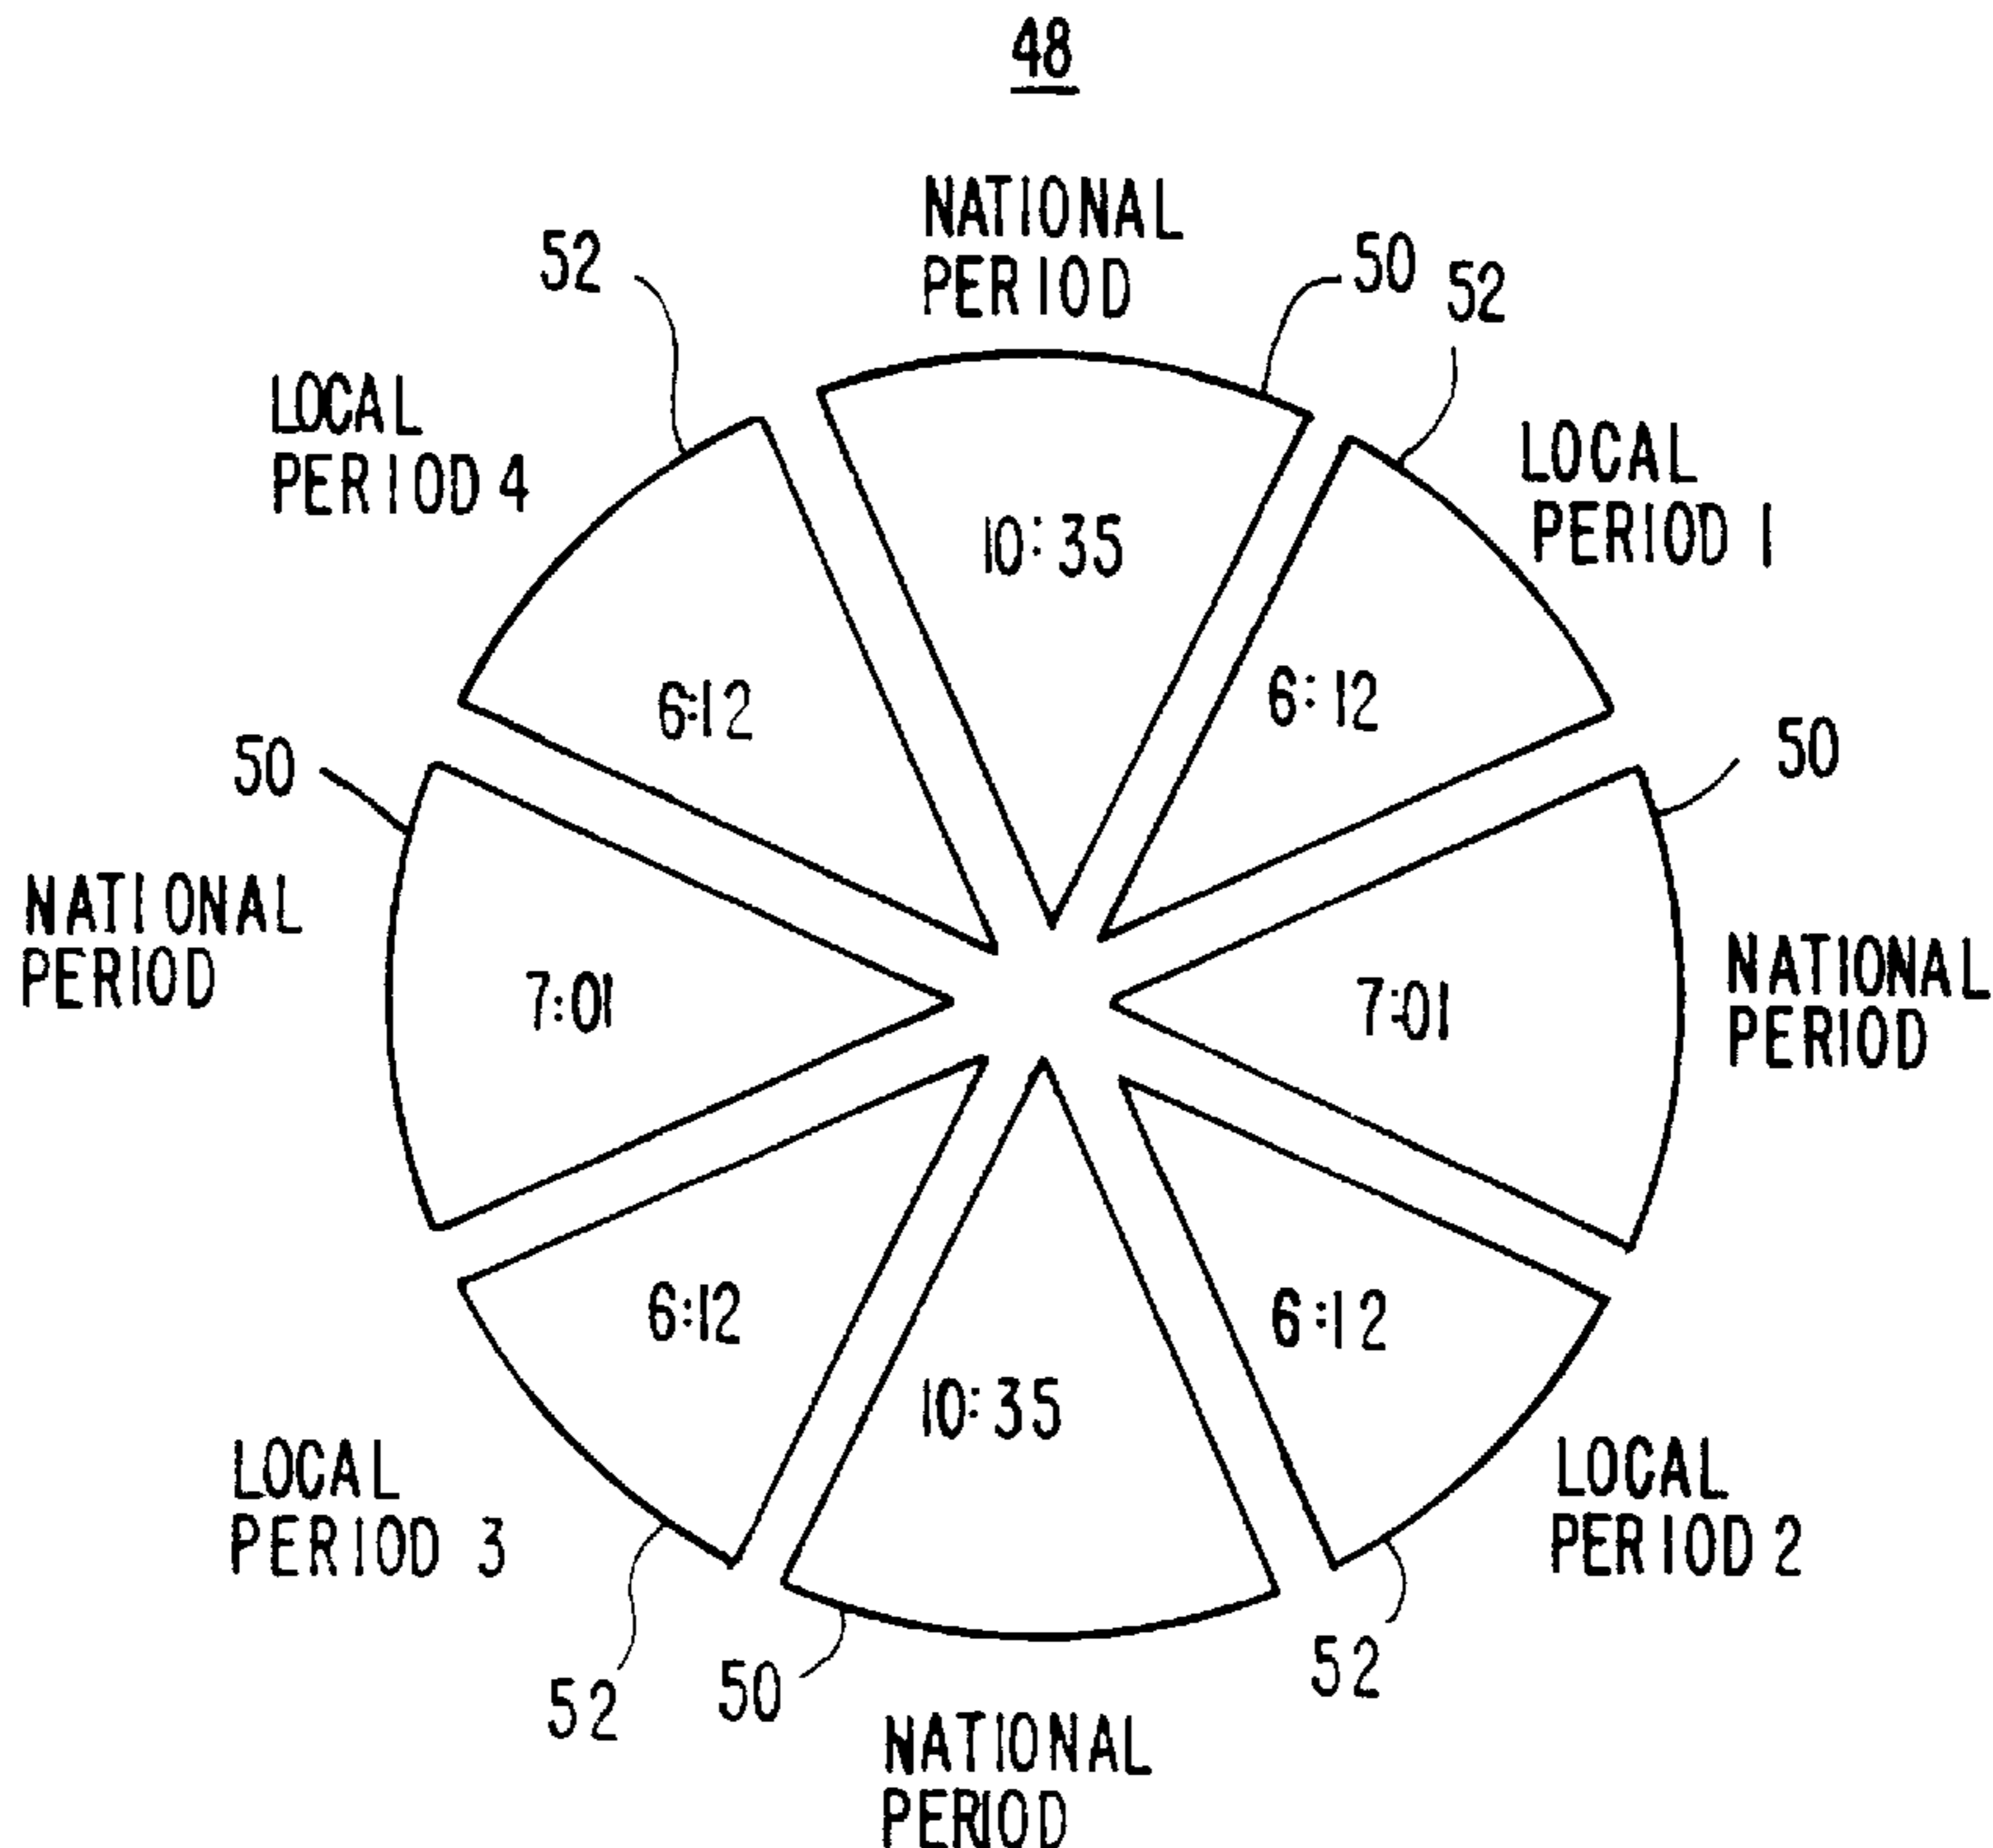 48
NATIONAL
PERIOD
52
50
52
LOCAL
PERIOD 4
LOCAL
PERIOD 1
10:35
6:12
6:12
50
50
NATIONAL
PERIOD
7:01
7:01
NATIONAL
PERIOD
6:12
6:12
10:35
LOCAL
PERIOD 3
LOCAL
PERIOD 2
52
50
52
NATIONAL
PERIOD